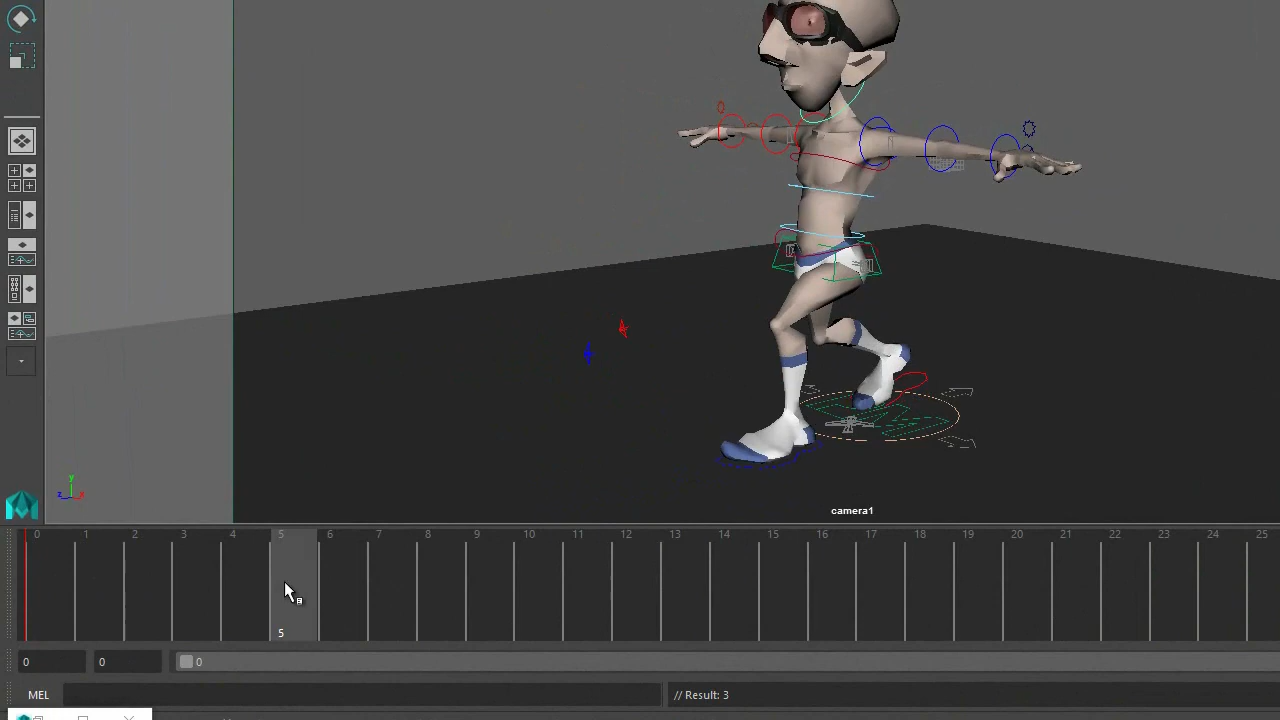 y
z x
camera1
0 1 2 3 4 5 6 7 8 9 10 11 12 13 14 15 16 17 18 19 20 21 22 23 24 25
5
0 0 0
MEL // Result: 3